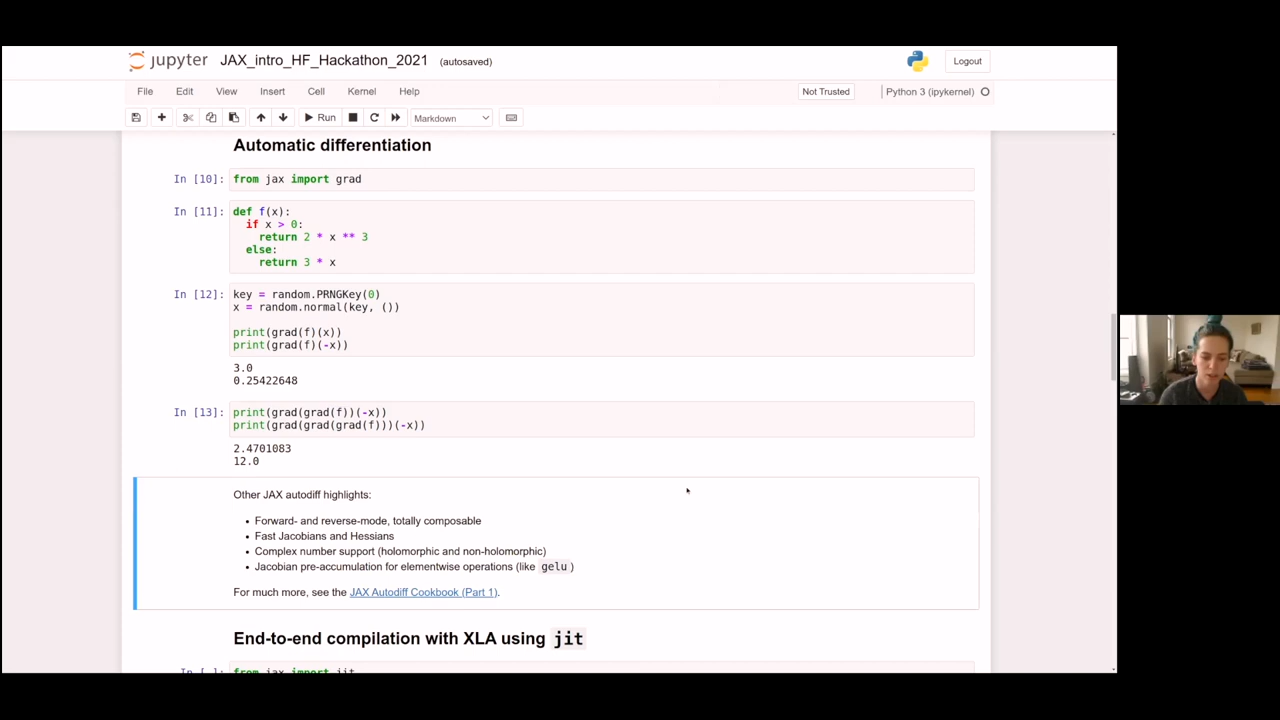 jupyter JAX_intro_HF_Hackathon_2021 (autosaved)
Logout
File Edit View Insert Cell Kernel Help
Not Trusted
Python 3 (ipykernel)
Run
Markdown
Automatic differentiation
In [10]: from jax import grad
In [11]: def f(x):
if x > 0:
return 2 * x ** 3
else:
return 3 * x
In [12]: key = random.PRNGKey(0)
x = random.normal(key, ())
print(grad(f)(x))
print(grad(f)(-x))
3.0
0.25422648
In [13]: print(grad(grad(f))(-x))
print(grad(grad(grad(f)))(-x))
2.4701083
12.0
Other JAX autodiff highlights:
• Forward- and reverse-mode, totally composable
• Fast Jacobians and Hessians
• Complex number support (holomorphic and non-holomorphic)
• Jacobian pre-accumulation for elementwise operations (like gelu)
For much more, see the JAX Autodiff Cookbook (Part 1).
End-to-end compilation with XLA using jit
In [ ]: from jax import jit